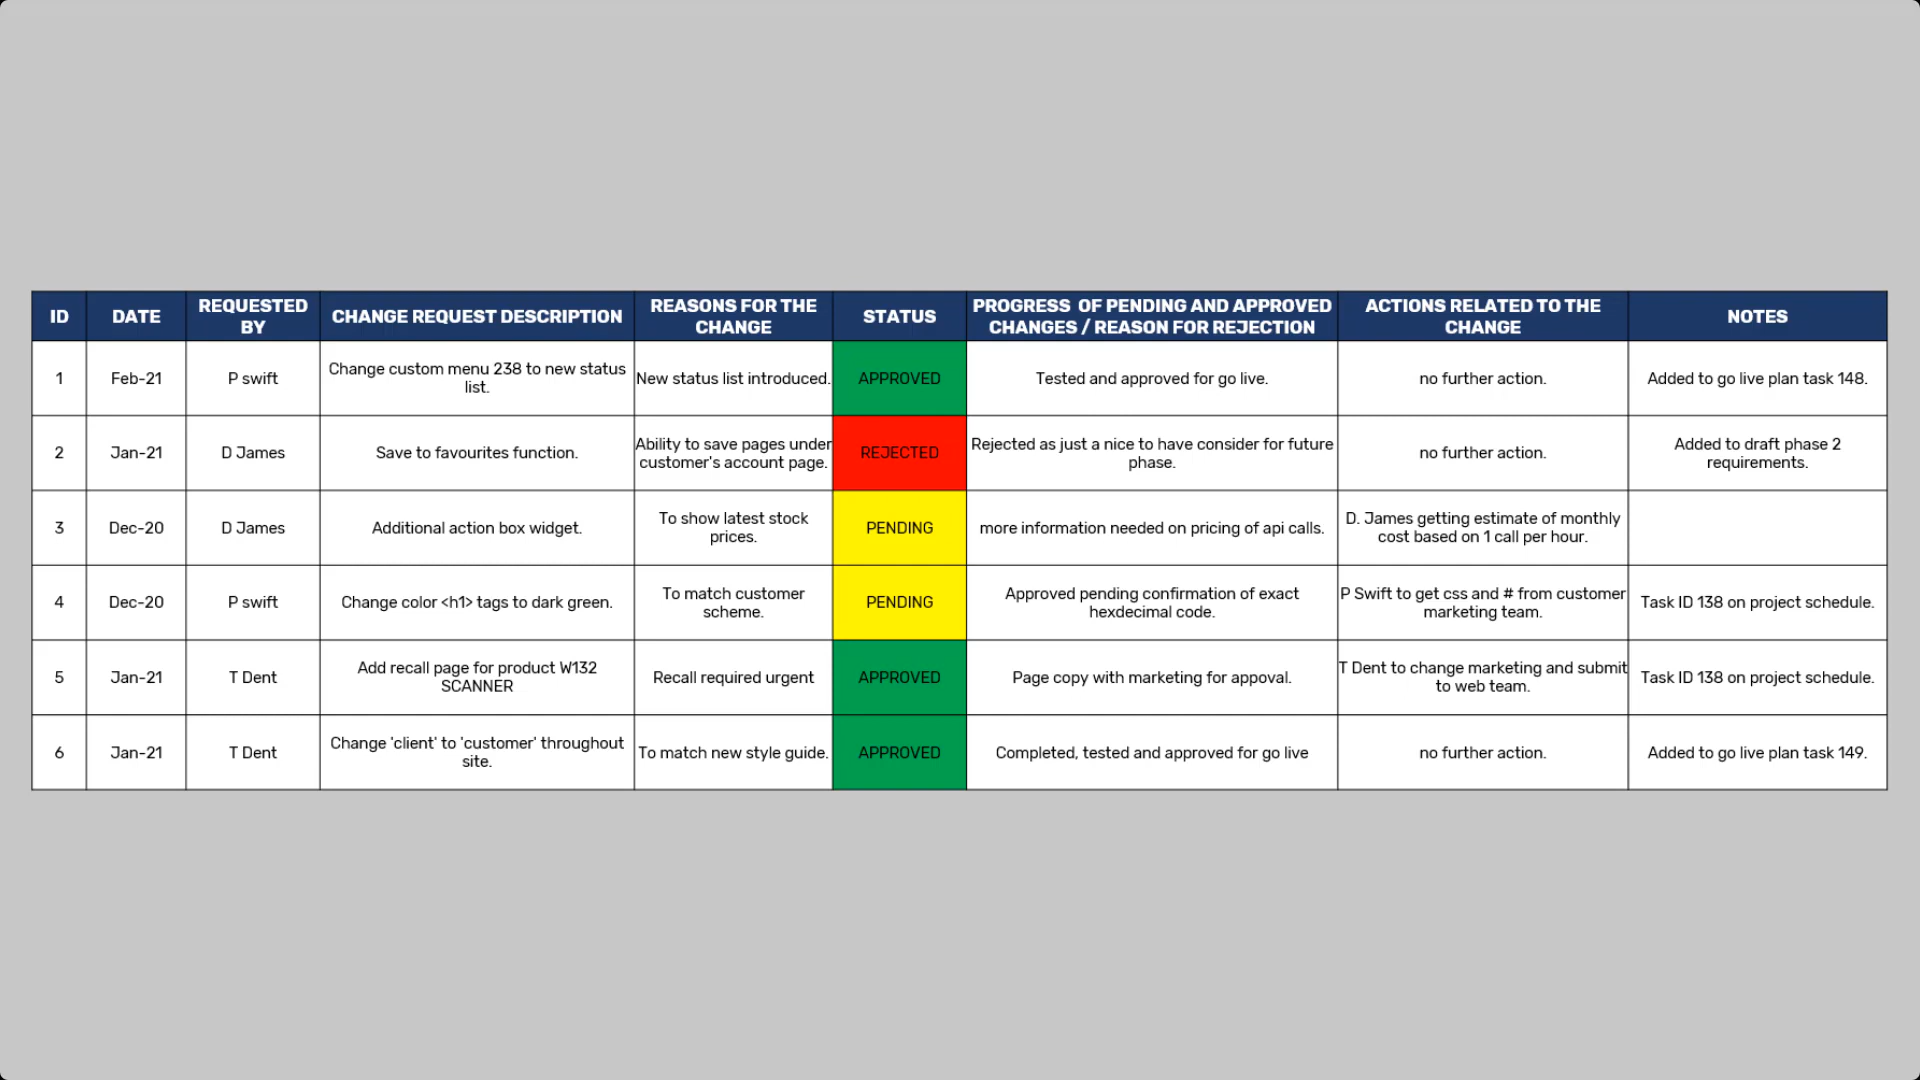 ID DATE REQUESTED BY CHANGE REQUEST DESCRIPTION REASONS FOR THE CHANGE STATUS PROGRESS OF PENDING AND APPROVED CHANGES / REASON FOR REJECTION ACTIONS RELATED TO THE CHANGE NOTES
1 Feb-21 P swift Change custom menu 238 to new status list. New status list introduced. APPROVED Tested and approved for go live. no further action. Added to go live plan task 148.
2 Jan-21 D James Save to favourites function. Ability to save pages under customer's account page. REJECTED Rejected as just a nice to have consider for future phase. no further action. Added to draft phase 2 requirements.
3 Dec-20 D James Additional action box widget. To show latest stock prices. PENDING more information needed on pricing of api calls. D. James getting estimate of monthly cost based on 1 call per hour.
4 Dec-20 P swift Change color <h1> tags to dark green. To match customer scheme. PENDING Approved pending confirmation of exact hexdecimal code. P Swift to get css and # from customer marketing team. Task ID 138 on project schedule.
5 Jan-21 T Dent Add recall page for product W132 SCANNER Recall required urgent APPROVED Page copy with marketing for appoval. T Dent to change marketing and submit to web team. Task ID 138 on project schedule.
6 Jan-21 T Dent Change 'client' to 'customer' throughout site. To match new style guide. APPROVED Completed, tested and approved for go live no further action. Added to go live plan task 149.